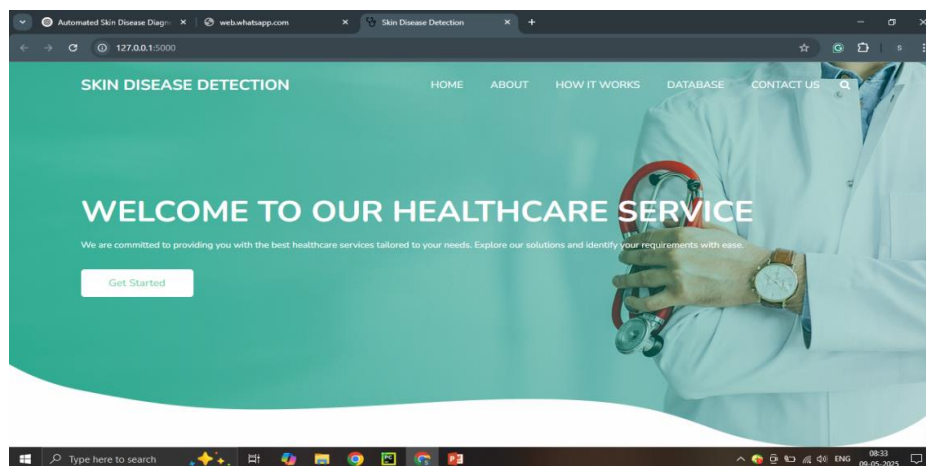 Automated Skin Disease Diagn
web.whatsapp.com
Skin Disease Detection
127.0.0.1:5000
SKIN DISEASE DETECTION
HOME ABOUT HOW IT WORKS DATABASE CONTACT US
WELCOME TO OUR HEALTHCARE SERVICE
We are committed to providing you with the best healthcare services tailored to your needs. Explore our solutions and identify your requirements with ease.
Get Started
Type here to search
ENG
08:33
09-05-2025